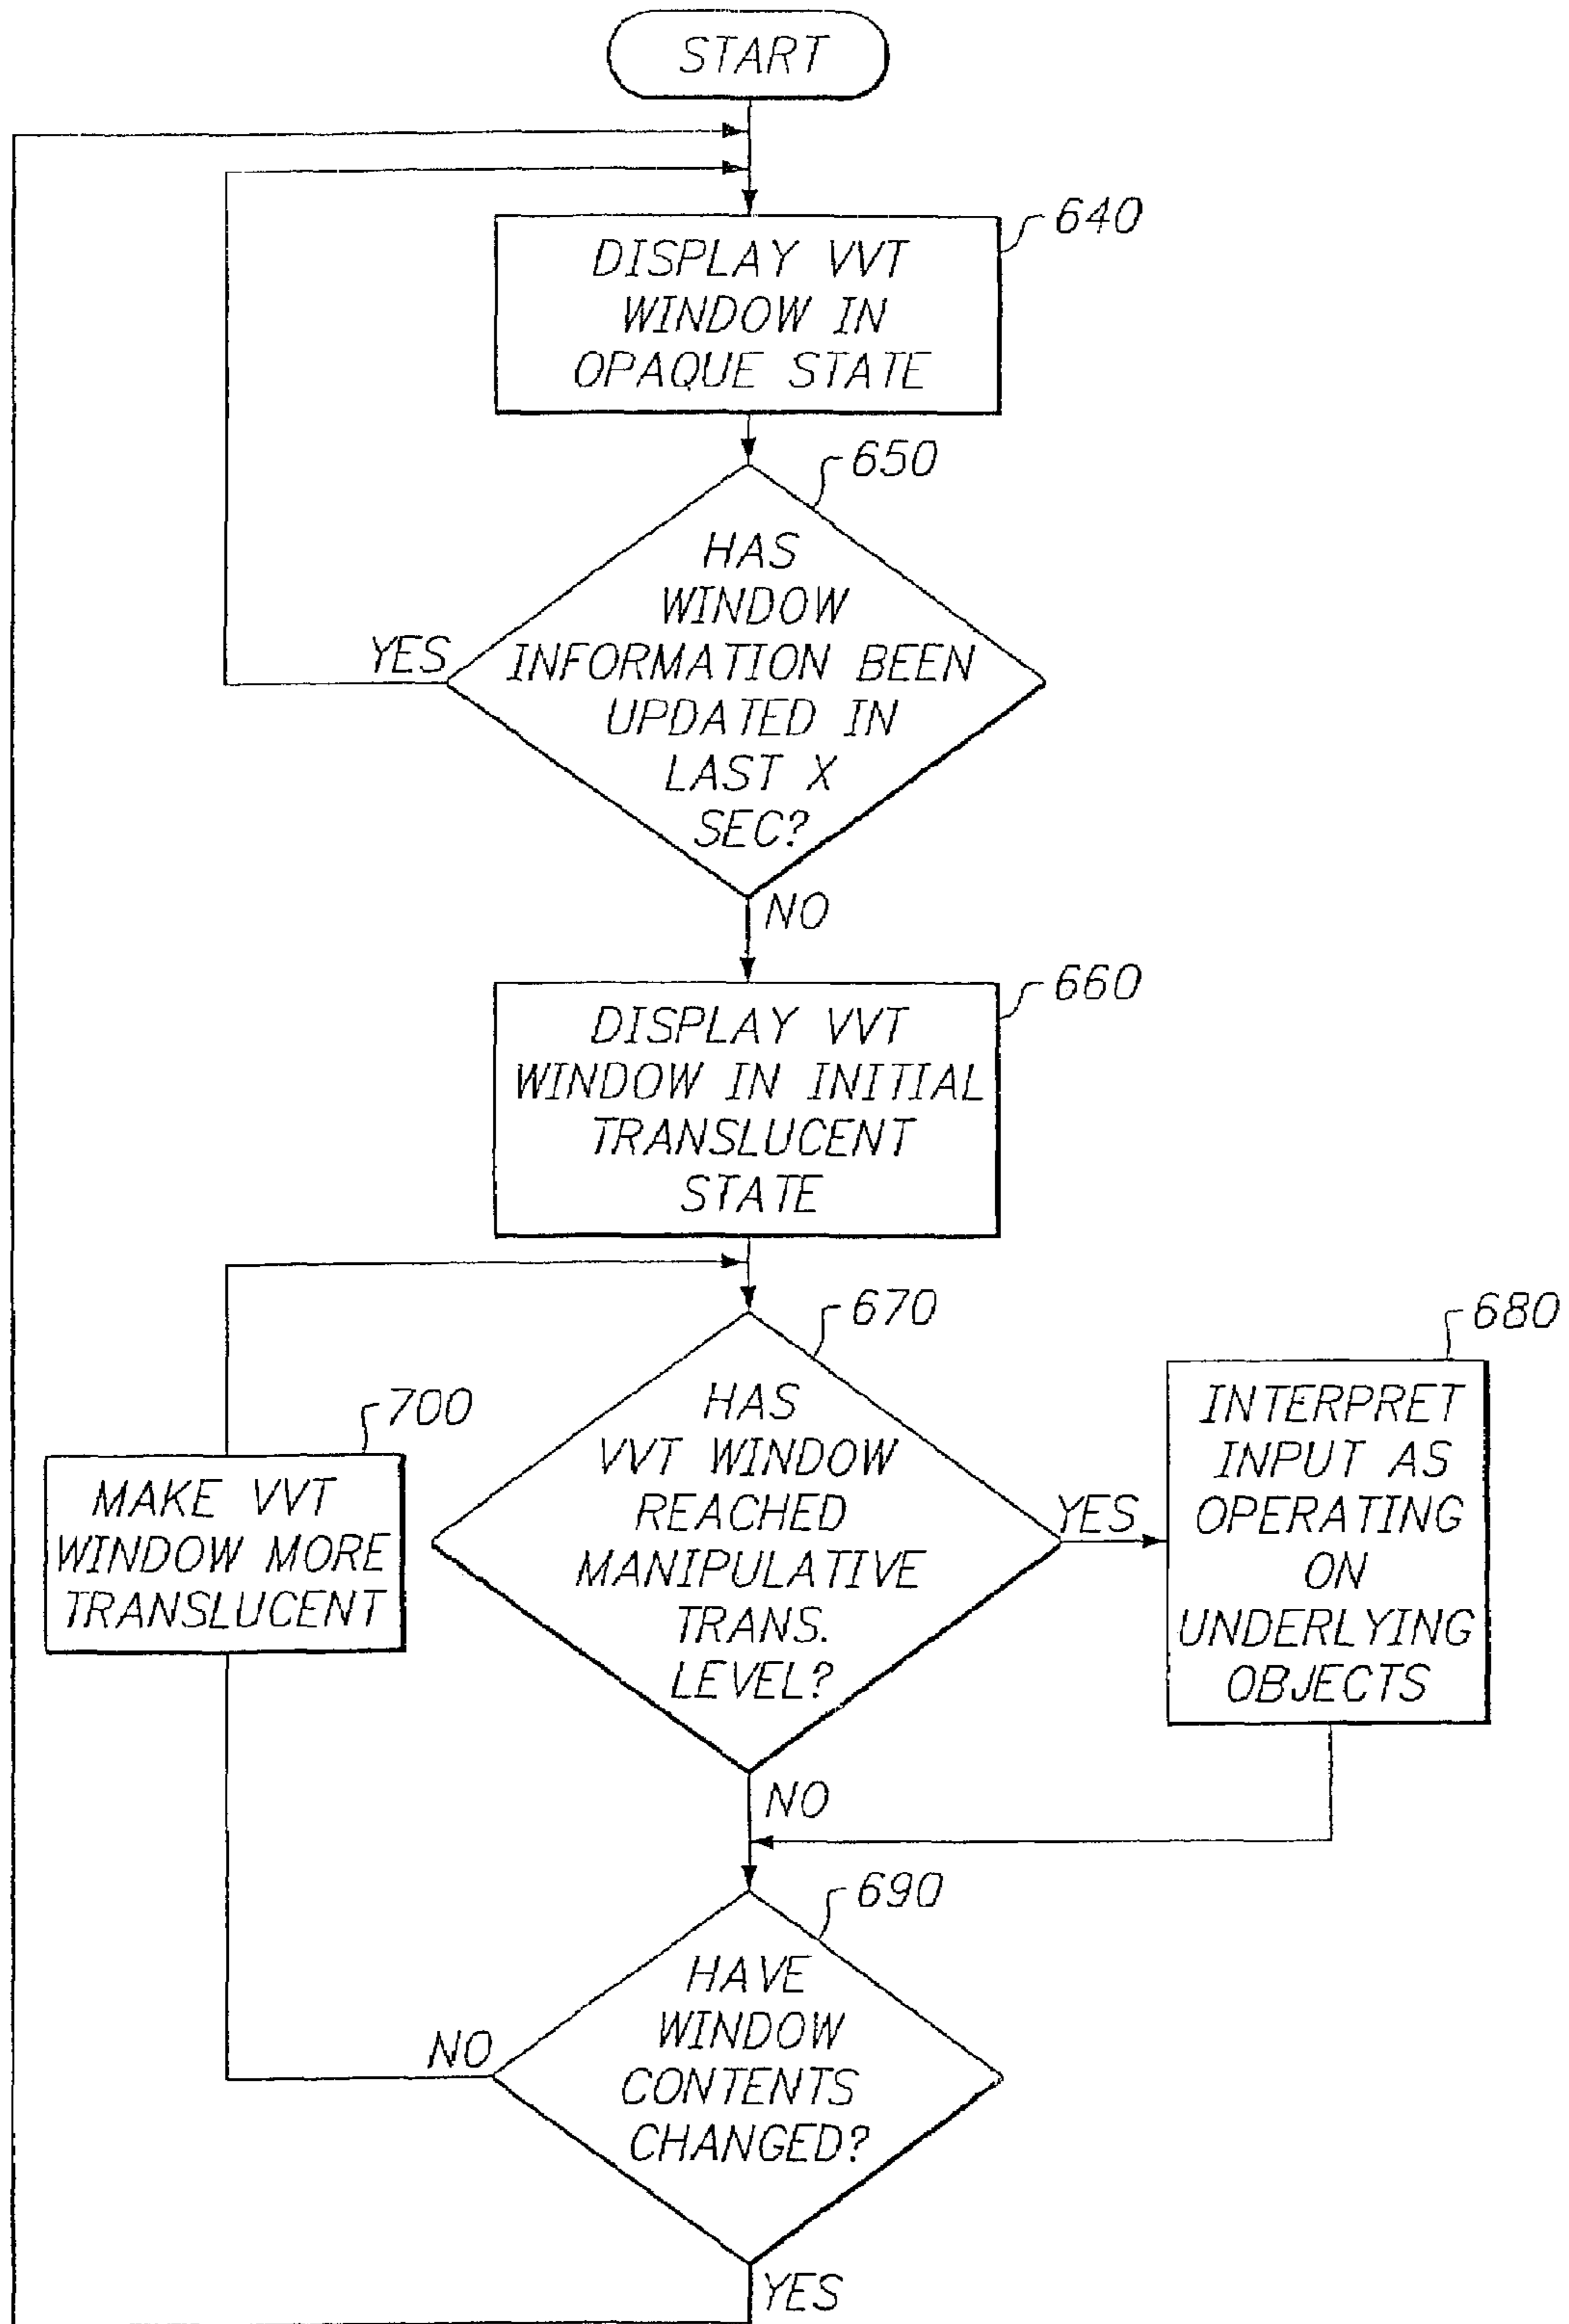 START
640
DISPLAY VVT
WINDOW IN
OPAQUE STATE
650
HAS
WINDOW
INFORMATION BEEN
UPDATED IN
LAST X
SEC?
YES
NO
660
DISPLAY VVT
WINDOW IN INITIAL
TRANSLUCENT
STATE
670
HAS
VVT WINDOW
REACHED
MANIPULATIVE
TRANS.
LEVEL?
YES
680
INTERPRET
INPUT AS
OPERATING
ON
UNDERLYING
OBJECTS
700
MAKE VVT
WINDOW MORE
TRANSLUCENT
NO
690
HAVE
WINDOW
CONTENTS
CHANGED?
NO
YES